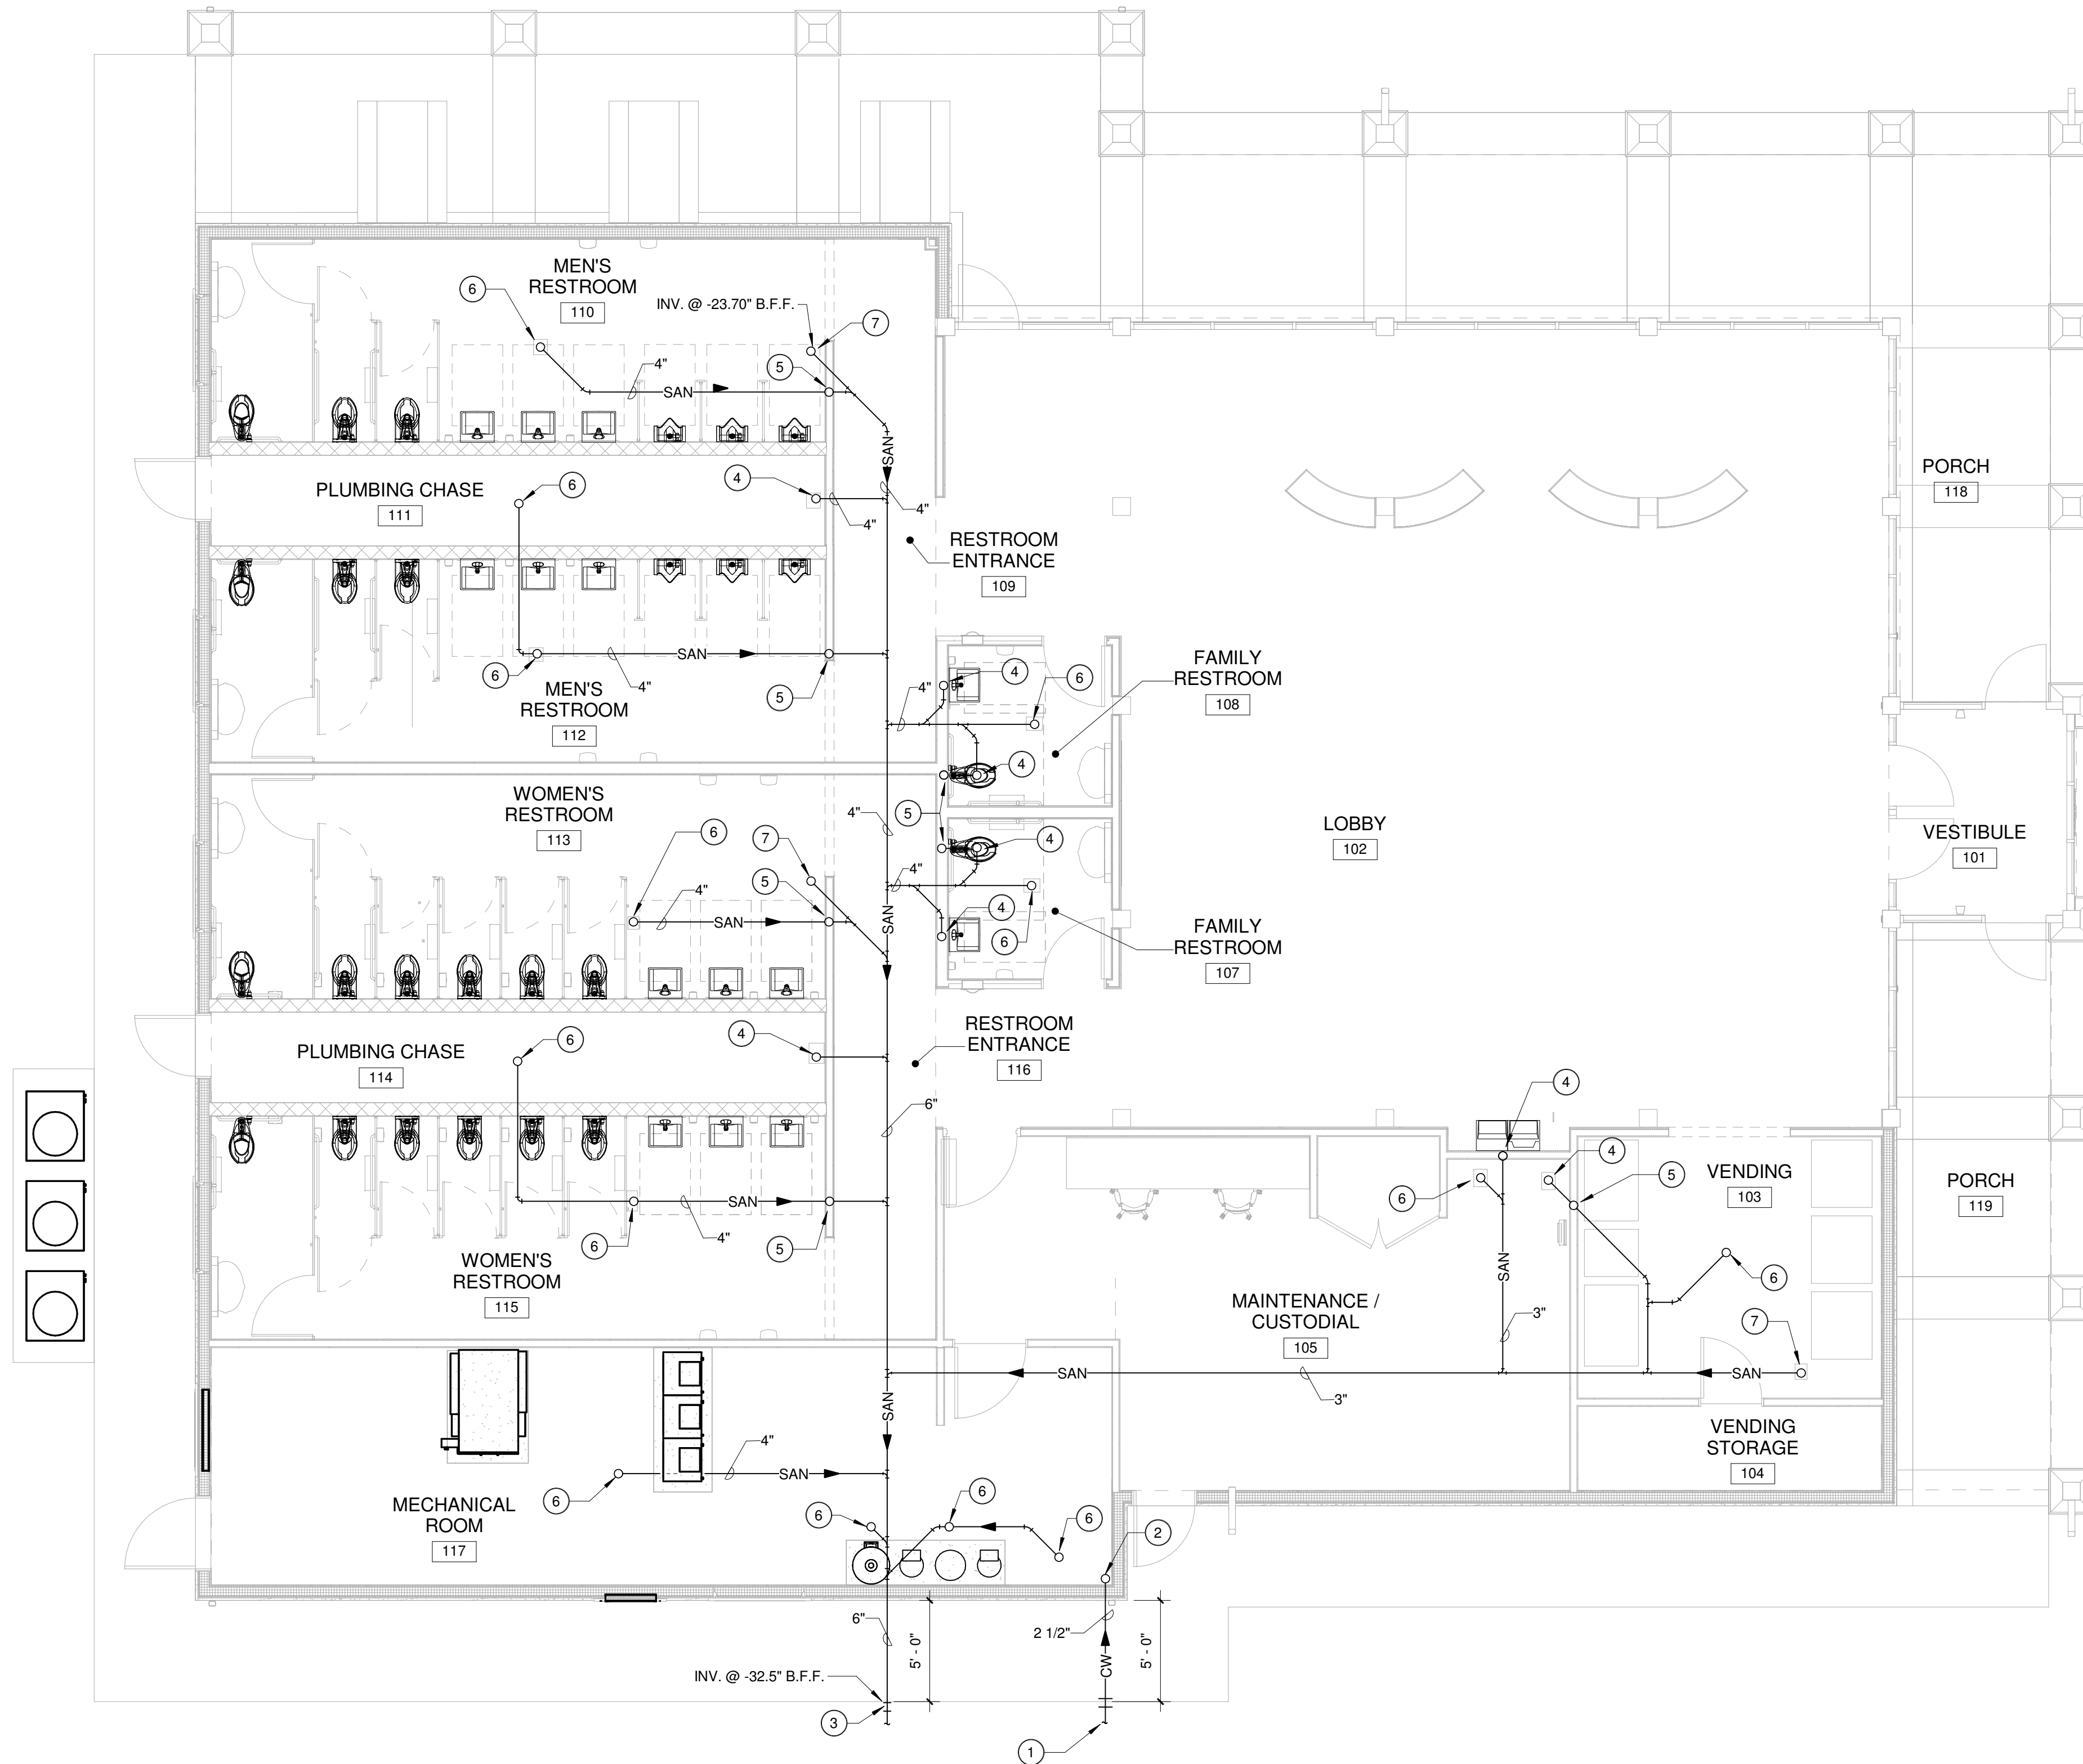 MEN'S
RESTROOM
110
6
INV. @ -23.70" B.F.F.
7
5
4"
SAN
SAN
PLUMBING CHASE
111
6
4
4"
4"
RESTROOM
ENTRANCE
109
PORCH
118
SAN
4"
6
5
MEN'S
RESTROOM
112
4
6
4"
FAMILY
RESTROOM
108
4
5
4"
WOMEN'S
RESTROOM
113
6
7
5
4"
SAN
4
4"
SAN
4
6
FAMILY
RESTROOM
107
LOBBY
102
VESTIBULE
101
PLUMBING CHASE
114
6
4
RESTROOM
ENTRANCE
116
6"
SAN
4"
6
5
WOMEN'S
RESTROOM
115
4
4
5
6
VENDING
103
PORCH
119
SAN
6
3"
7
MAINTENANCE /
CUSTODIAL
105
SAN
SAN
3"
SAN
VENDING
STORAGE
104
4"
SAN
6
MECHANICAL
ROOM
117
6
6
6
2
6"
5' - 0"
2 1/2"
CW
5' - 0"
INV. @ -32.5" B.F.F.
3
1